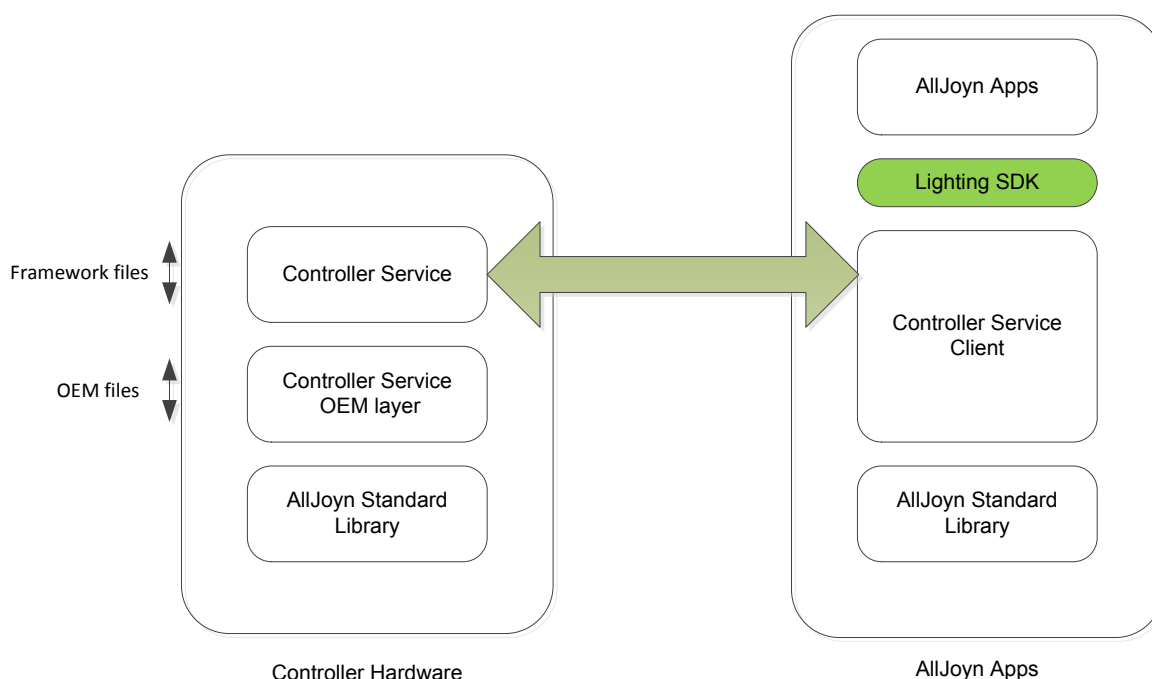 AllJoyn Apps
Lighting SDK
Framework files
Controller Service
Controller Service
Client
OEM files
Controller Service
OEM layer
AllJoyn Standard
Library
AllJoyn Standard
Library
Controller Hardware
AllJoyn Apps